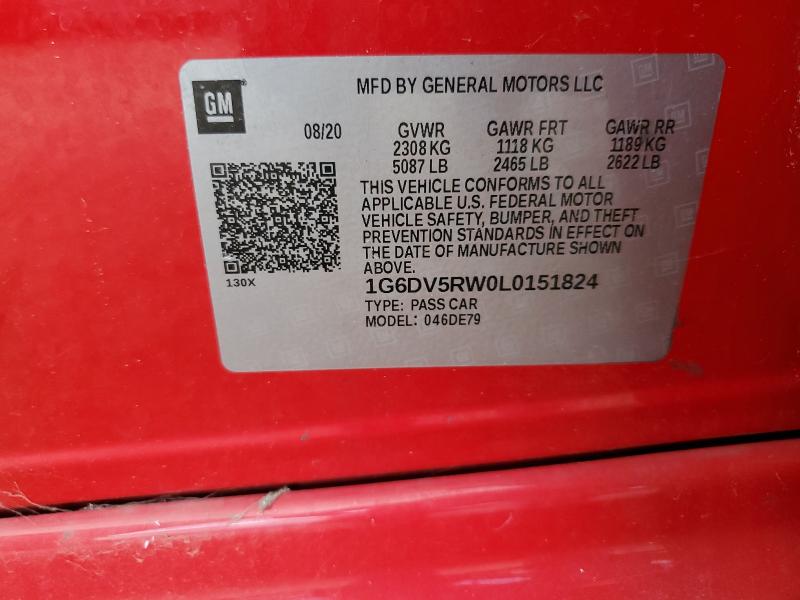 GM
MFD BY GENERAL MOTORS LLC
08/20 GVWR GAWR FRT GAWR RR
2308 KG 1118 KG 1189 KG
5087 LB 2465 LB 2622 LB
THIS VEHICLE CONFORMS TO ALL
APPLICABLE U.S. FEDERAL MOTOR
VEHICLE SAFETY, BUMPER, AND THEFT
PREVENTION STANDARDS IN EFFECT ON
THE DATE OF MANUFACTURE SHOWN
ABOVE.
130X
1G6DV5RW0L0151824
TYPE: PASS CAR
MODEL: 046DE79